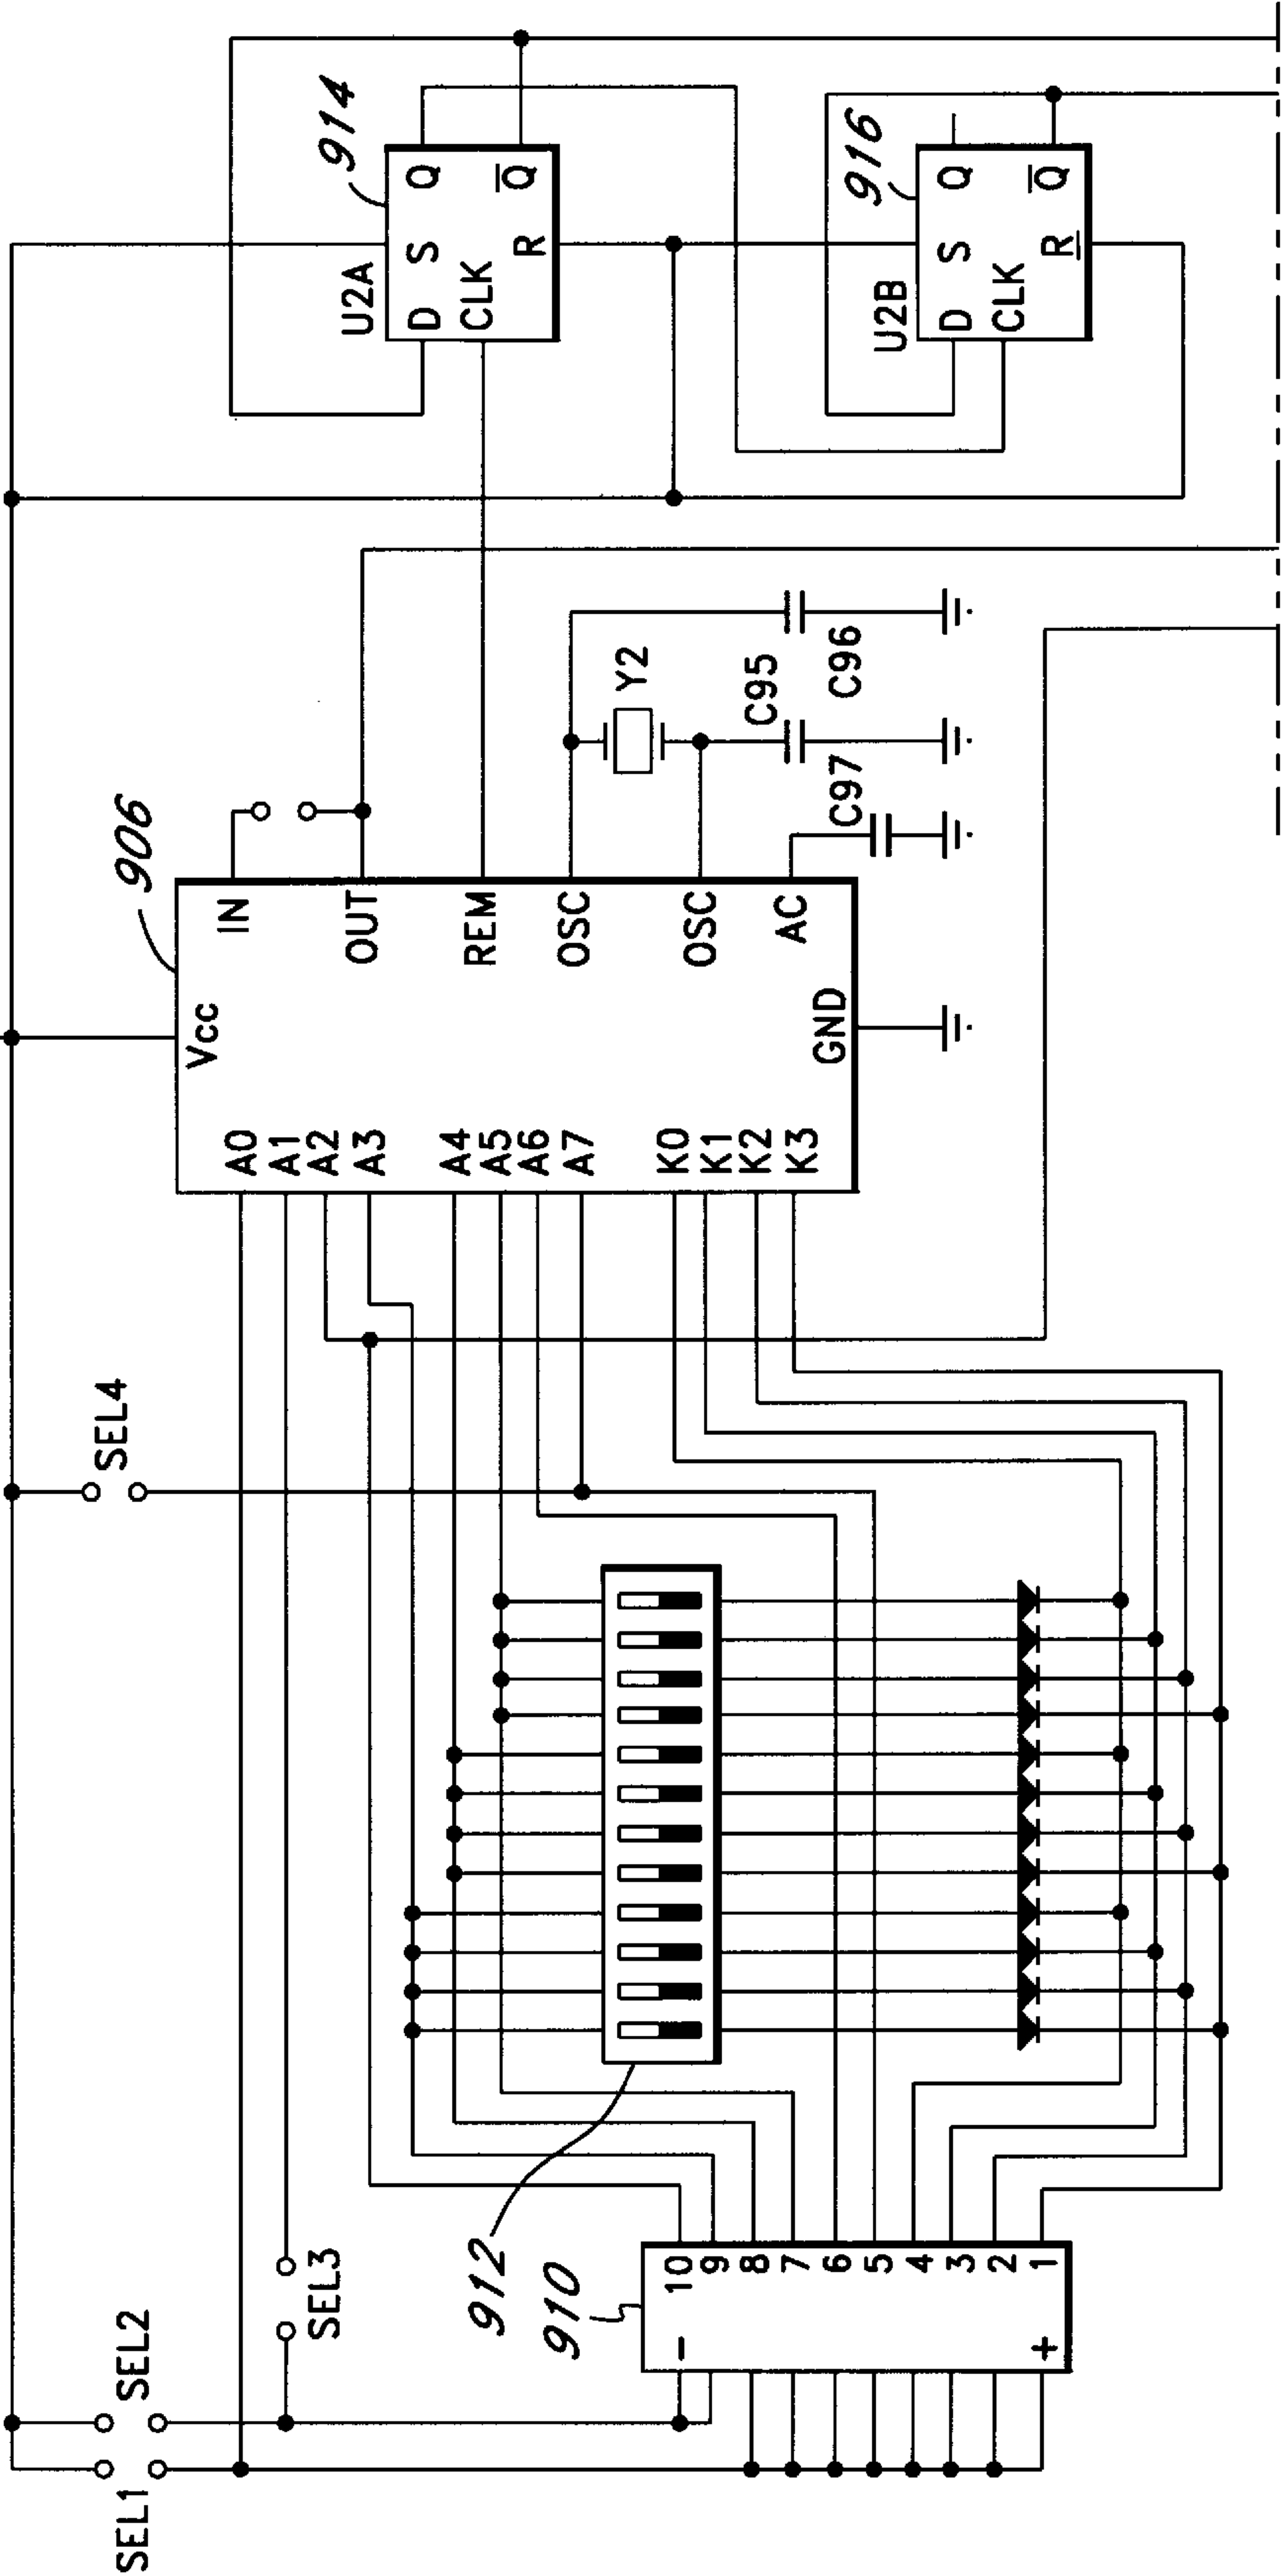 914
U2A
D
S
Q
CLK
R
Q
916
U2B
D
S
Q
CLK
R
Q
906
Vcc
IN
OUT
REM
OSC
OSC
AC
GND
A0
A1
A2
A3
A4
A5
A6
A7
K0
K1
K2
K3
Y2
C95
C96
C97
SEL4
SEL3
SEL2
SEL1
912
910
−
+
10
9
8
7
6
5
4
3
2
1